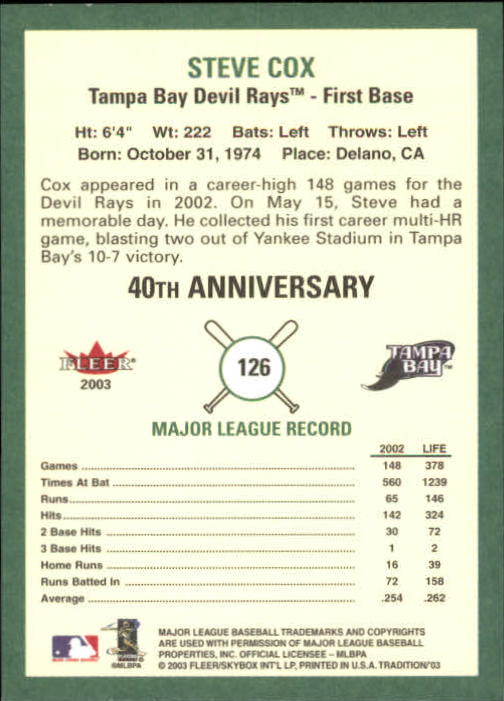 STEVE COX
Tampa Bay Devil Rays™ - First Base
Ht: 6'4" Wt: 222 Bats: Left Throws: Left
Born: October 31, 1974 Place: Delano, CA
Cox appeared in a career-high 148 games for the
Devil Rays in 2002. On May 15, Steve had a
memorable day. He collected his first career multi-HR
game, blasting two out of Yankee Stadium in Tampa
Bay's 10-7 victory.
40TH ANNIVERSARY
FLEER®
2003
126
TAMPA
BAY™
MAJOR LEAGUE RECORD
2002 LIFE
Games 148 378
Times At Bat 560 1239
Runs 65 146
Hits 142 324
2 Base Hits 30 72
3 Base Hits 1 2
Home Runs 16 39
Runs Batted In 72 158
Average .254 .262
©MLBPA
MAJOR LEAGUE BASEBALL TRADEMARKS AND COPYRIGHTS
ARE USED WITH PERMISSION OF MAJOR LEAGUE BASEBALL
PROPERTIES, INC. OFFICIAL LICENSEE - MLBPA
© 2003 FLEER/SKYBOX INT'L LP, PRINTED IN U.S.A. TRADITION/'03